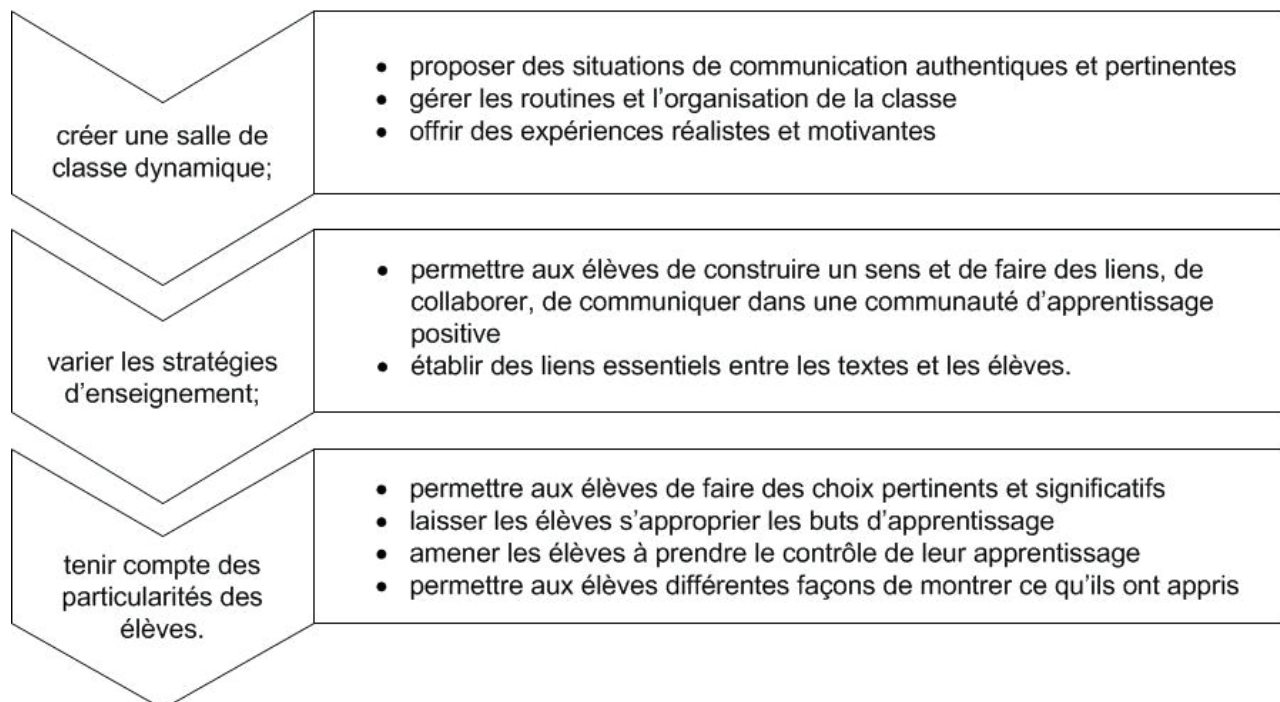 créer une salle de
classe dynamique;
• proposer des situations de communication authentiques et pertinentes
• gérer les routines et l'organisation de la classe
• offrir des expériences réalistes et motivantes
varier les stratégies
d'enseignement;
• permettre aux élèves de construire un sens et de faire des liens, de
collaborer, de communiquer dans une communauté d'apprentissage
positive
• établir des liens essentiels entre les textes et les élèves.
tenir compte des
particularités des
élèves.
• permettre aux élèves de faire des choix pertinents et significatifs
• laisser les élèves s'approprier les buts d'apprentissage
• amener les élèves à prendre le contrôle de leur apprentissage
• permettre aux élèves différentes façons de montrer ce qu'ils ont appris